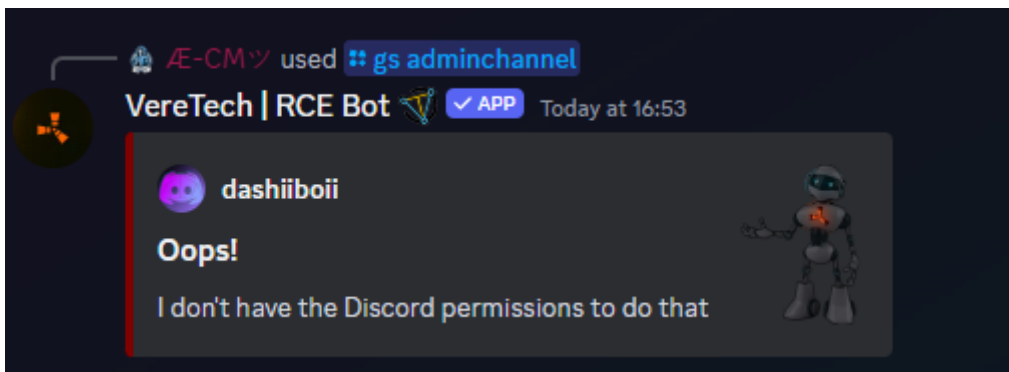 Æ-CMツ used gs adminchannel
VereTech | RCE Bot ✓ APP Today at 16:53
dashiiboii
Oops!
I don't have the Discord permissions to do that